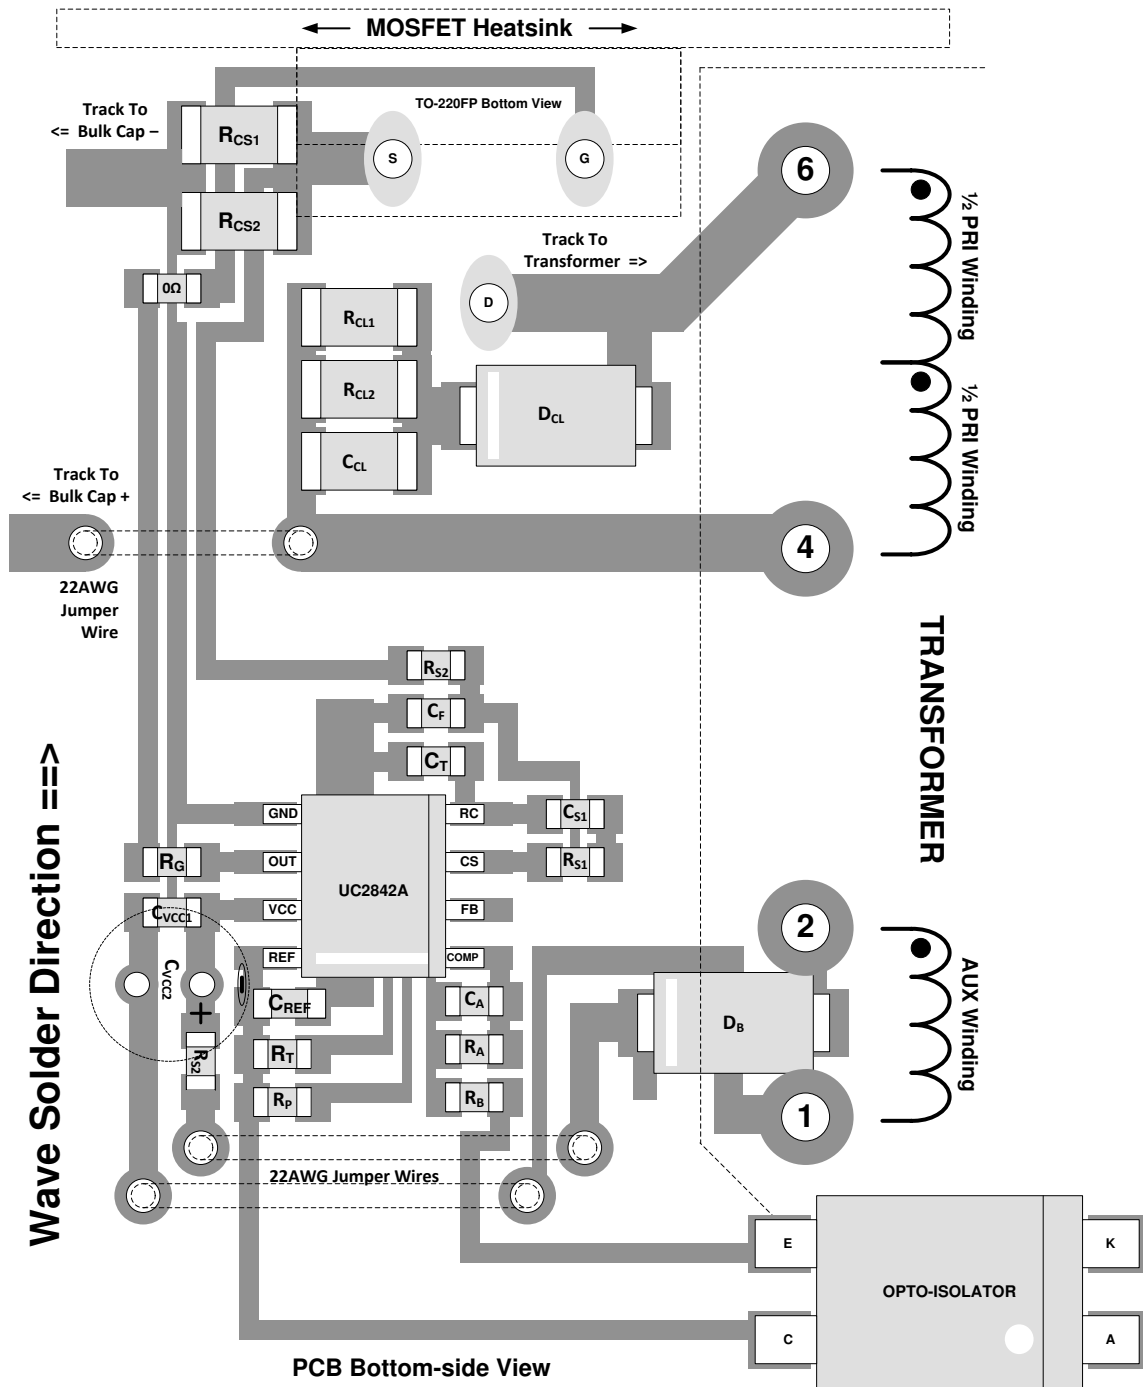 MOSFET Heatsink
TO-220FP Bottom View
Track To
<= Bulk Cap –
RCS1
S
G
6
RCS2
½ PRI Winding
Track To
Transformer =>
0Ω
D
RCL1
RCL2
DCL
½ PRI Winding
CCL
Track To
<= Bulk Cap +
4
22AWG
Jumper
Wire
TRANSFORMER
RS2
CF
CT
Wave Solder Direction ==>
GND
RC
CS1
RG
OUT
CS
RS1
UC2842A
CVCC1
VCC
FB
2
REF
COMP
CVCC2
+
CREF
CA
DB
AUX Winding
RS2
RT
RA
RP
RB
1
22AWG Jumper Wires
E
K
OPTO-ISOLATOR
C
A
PCB Bottom-side View